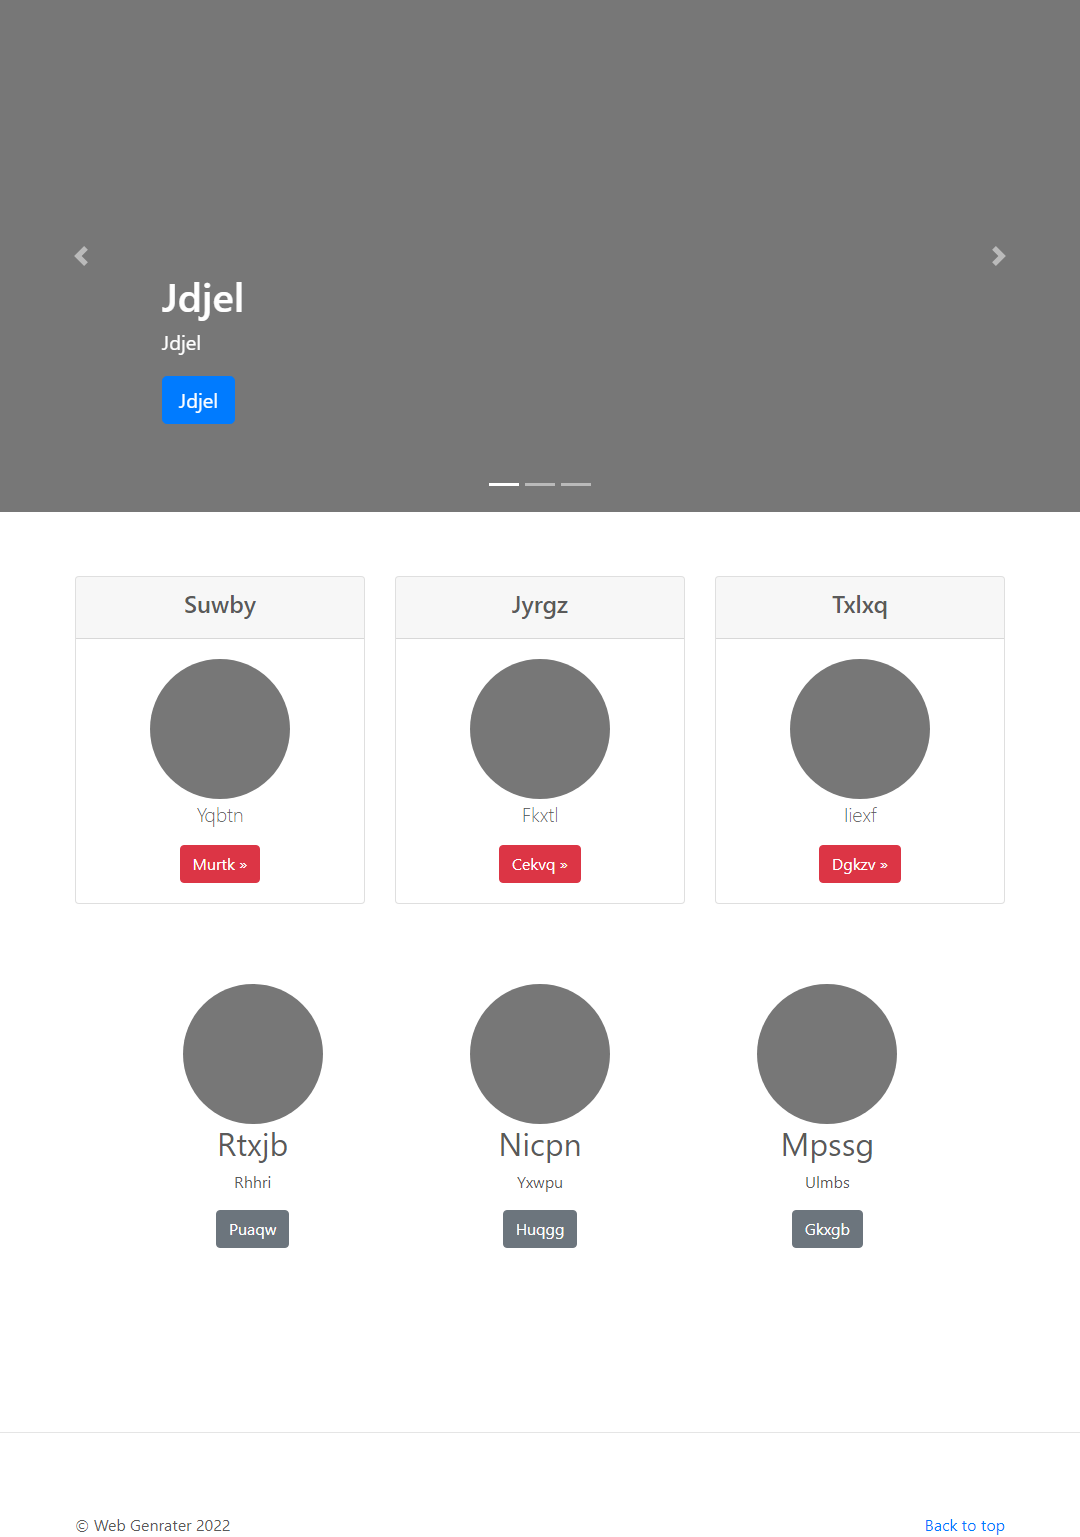 Jdjel
Jdjel
Jdjel
Suwby
Jyrgz
Txlxq
Yqbtn
Fkxtl
Iiexf
Murtk »
Cekvq »
Dgkzv »
Rtxjb
Nicpn
Mpssg
Rhhri
Yxwpu
Ulmbs
Puaqw
Huqgg
Gkxgb
© Web Genrater 2022
Back to top